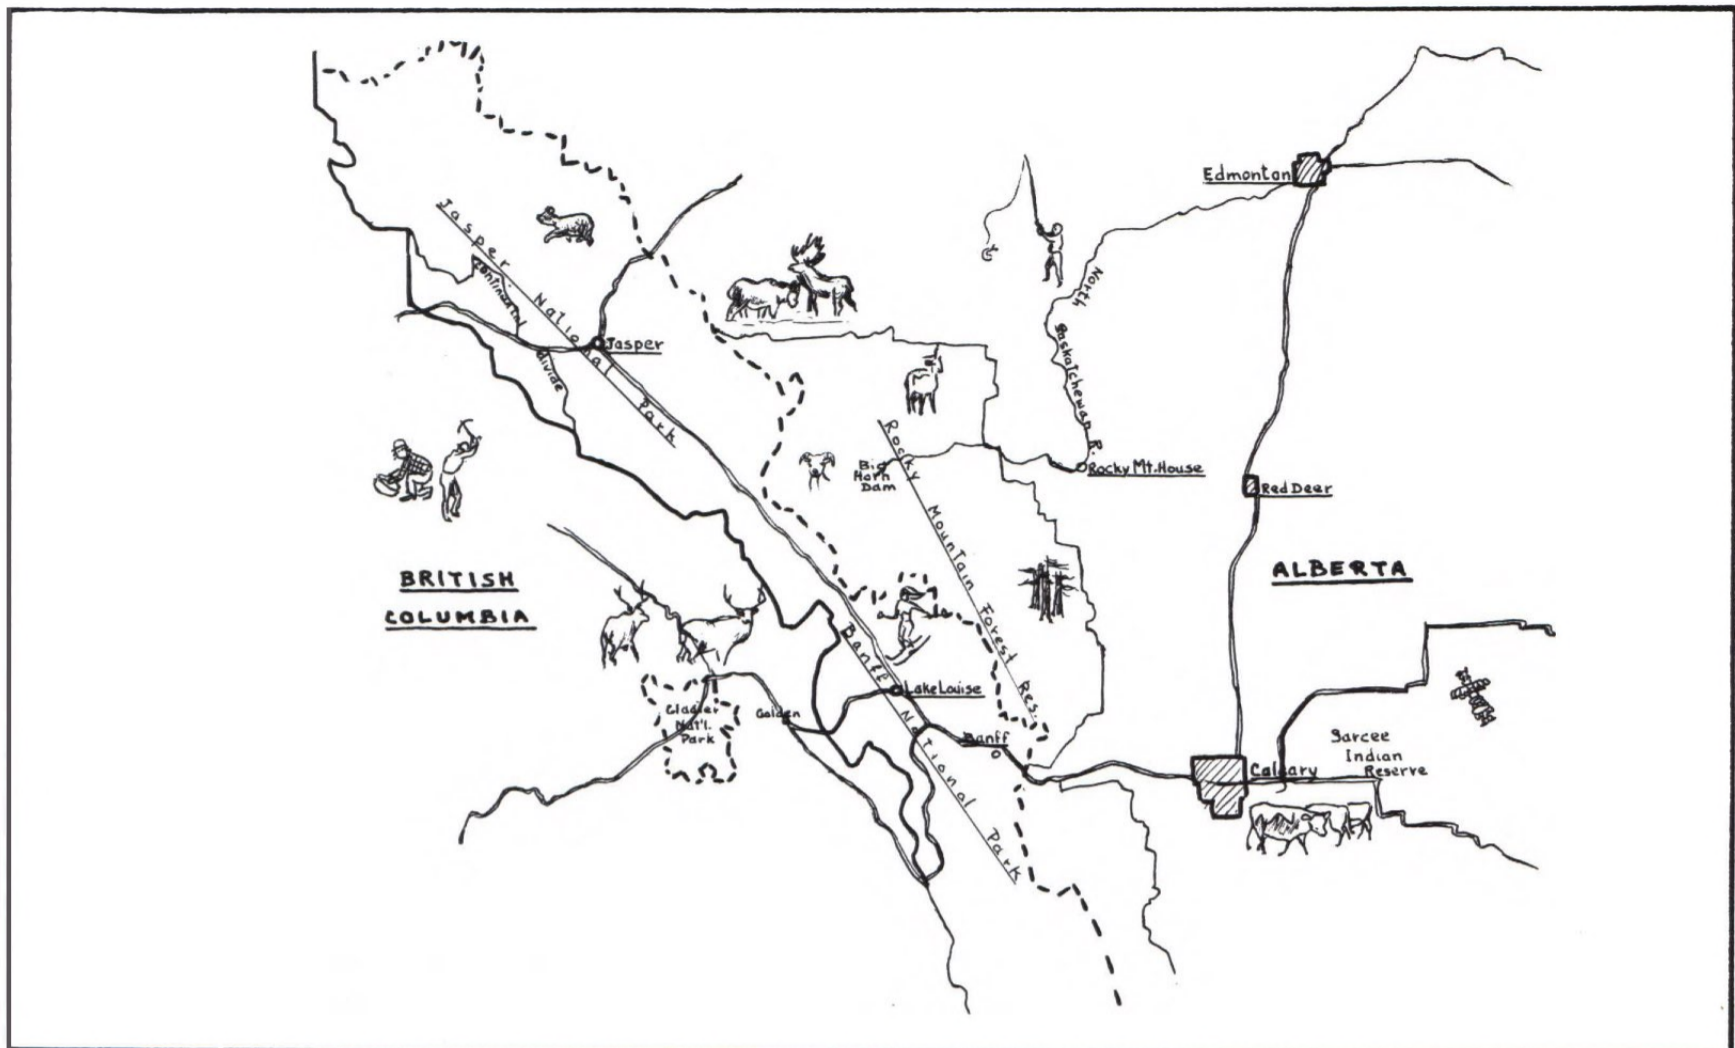 Edmonton
Jasper National Park
Continental
divide
Jasper
North
Saskatchewan R.
Rocky Mt. House
Big
Horn
Dam
Rocky Mountain Forest Res.
Red Deer
BRITISH
COLUMBIA
ALBERTA
Banff National Park
Lake Louise
Glacier
Nat'l.
Park
Golden
Banff
Calgary
Sarcee
Indian
Reserve